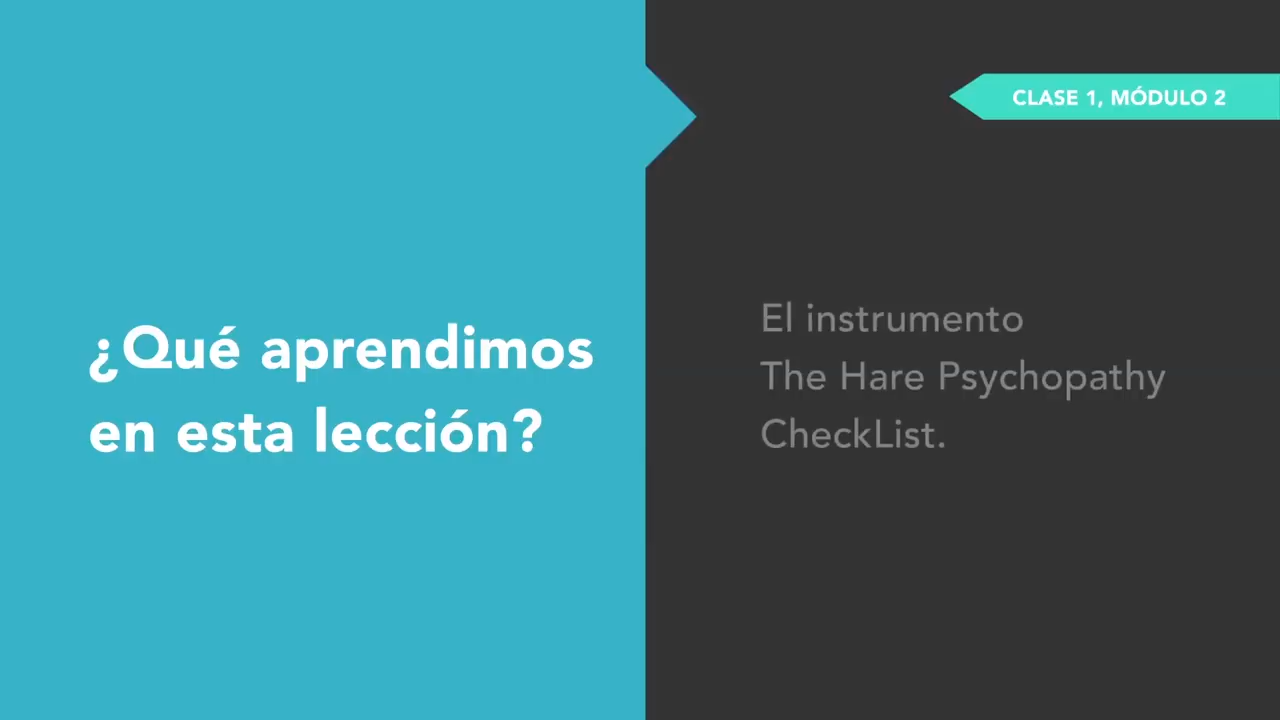 CLASE 1, MÓDULO 2
¿Qué aprendimos
en esta lección?
El instrumento
The Hare Psychopathy
CheckList.